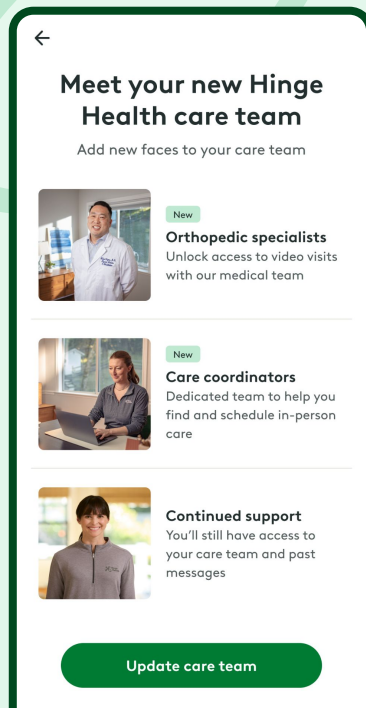 Meet your new Hinge
Health care team
Add new faces to your care team
New
Orthopedic specialists
Unlock access to video visits
with our medical team
New
Care coordinators
Dedicated team to help you
find and schedule in-person
care
Continued support
You'll still have access to
your care team and past
messages
Update care team